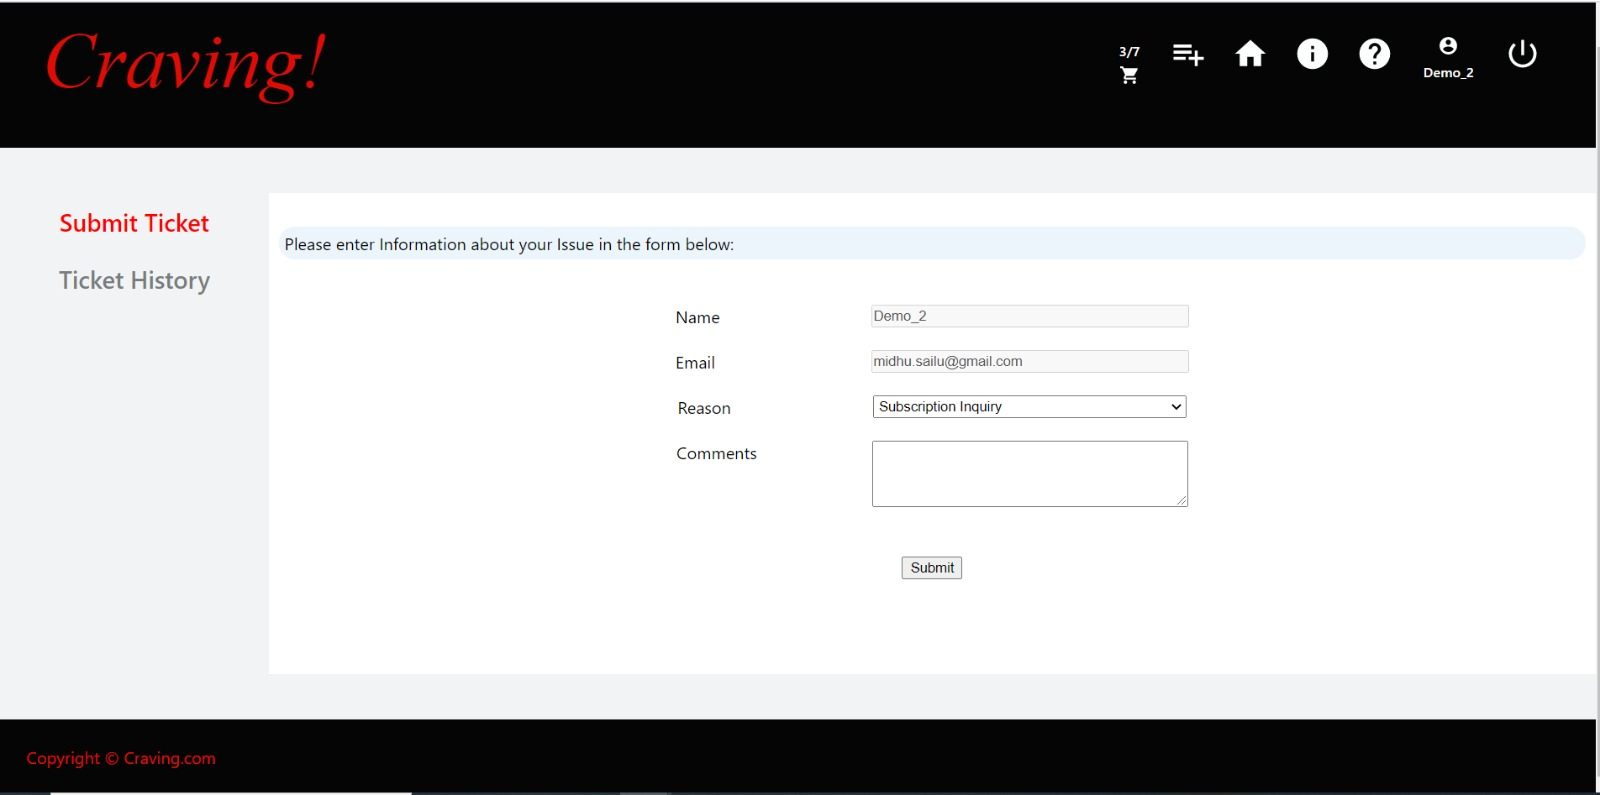 Craving!
3/7
Demo_2
Submit Ticket
Ticket History
Please enter Information about your Issue in the form below:
Name
Demo_2
Email
midhu.sailu@gmail.com
Reason
Subscription Inquiry
Comments
Submit
Copyright © Craving.com